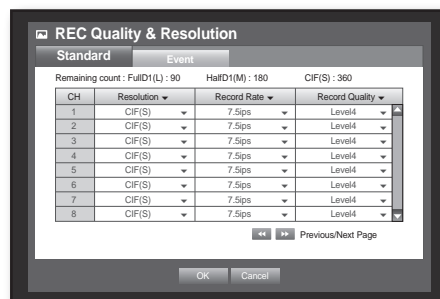 REC Quality & Resolution
Standard Event
Remaining count : FullD1(L) : 90 HalfD1(M) : 180 CIF(S) : 360
CH Resolution Record Rate Record Quality
1 CIF(S) 7.5ips Level4
2 CIF(S) 7.5ips Level4
3 CIF(S) 7.5ips Level4
4 CIF(S) 7.5ips Level4
5 CIF(S) 7.5ips Level4
6 CIF(S) 7.5ips Level4
7 CIF(S) 7.5ips Level4
8 CIF(S) 7.5ips Level4
Previous/Next Page
OK Cancel